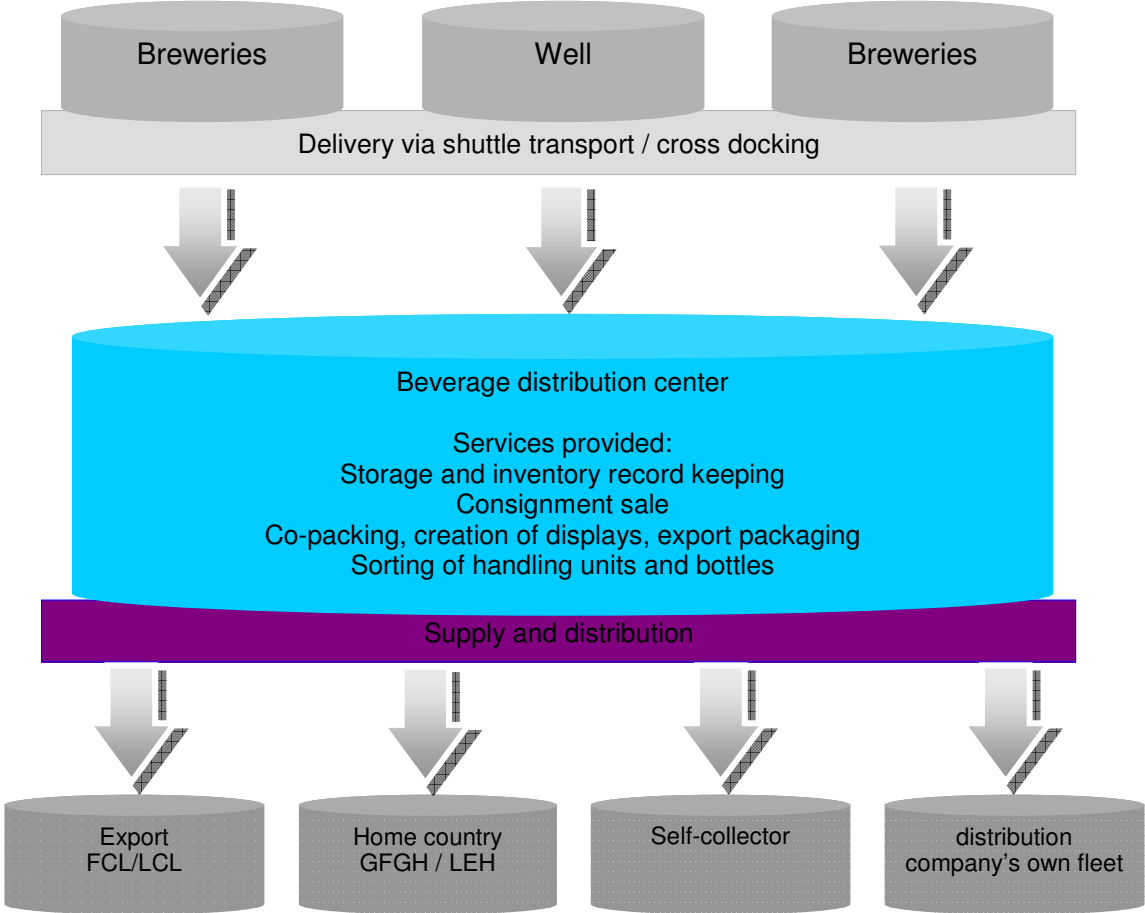 Breweries
Well
Breweries
Delivery via shuttle transport / cross docking
Beverage distribution center
Services provided:
Storage and inventory record keeping
Consignment sale
Co-packing, creation of displays, export packaging
Sorting of handling units and bottles
Supply and distribution
Export
FCL/LCL
Home country
GFGH / LEH
Self-collector
distribution
company's own fleet